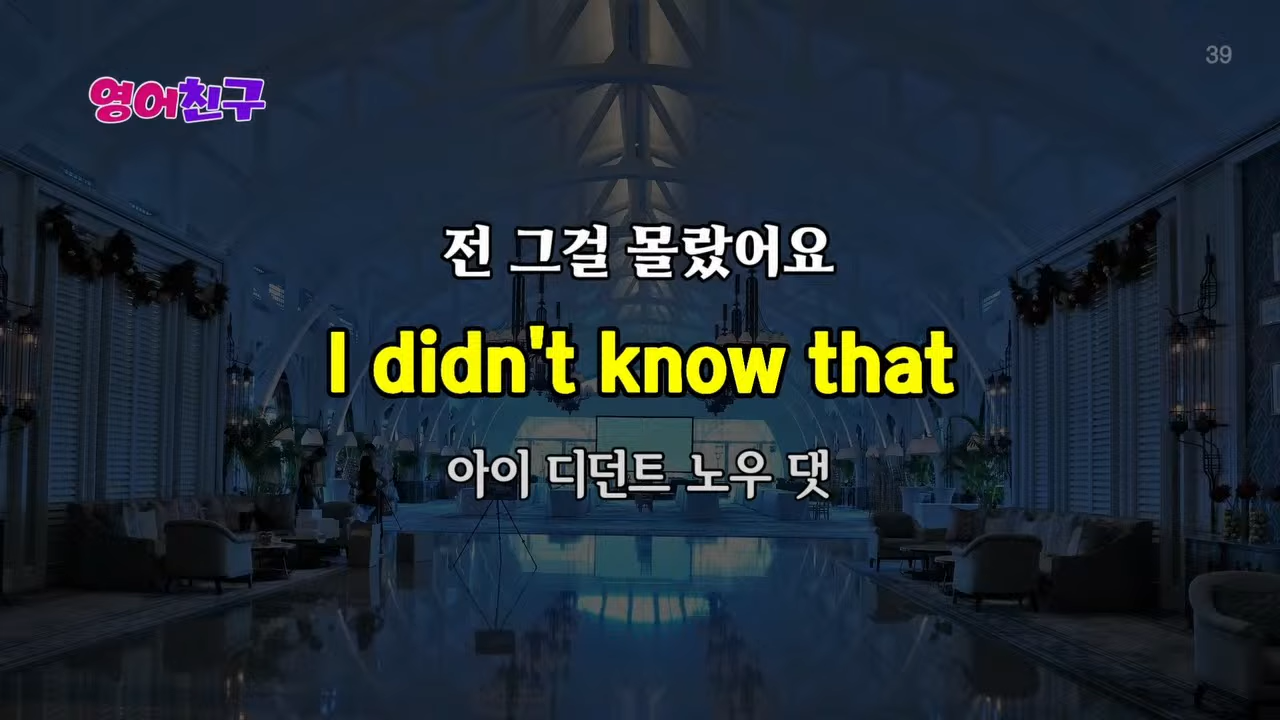 39
영어친구
전 그걸 몰랐어요
I didn't know that
아이 디던트 노우 댓